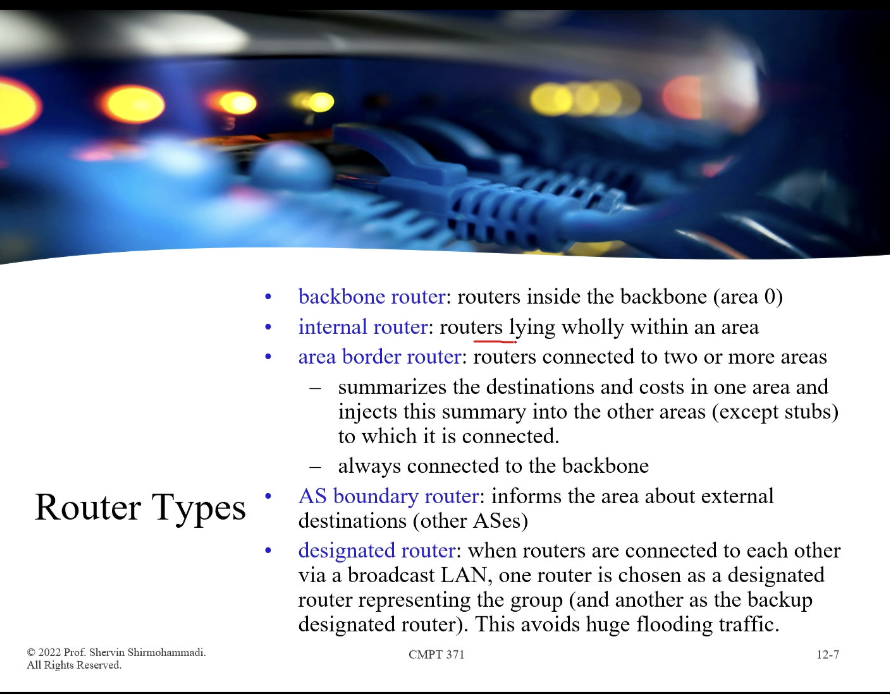 • backbone router: routers inside the backbone (area 0)
• internal router: routers lying wholly within an area
• area border router: routers connected to two or more areas
– summarizes the destinations and costs in one area and
injects this summary into the other areas (except stubs)
to which it is connected.
– always connected to the backbone
Router Types
• AS boundary router: informs the area about external
destinations (other ASes)
• designated router: when routers are connected to each other
via a broadcast LAN, one router is chosen as a designated
router representing the group (and another as the backup
designated router). This avoids huge flooding traffic.
© 2022 Prof. Shervin Shirmohammadi.
All Rights Reserved.
CMPT 371
12-7